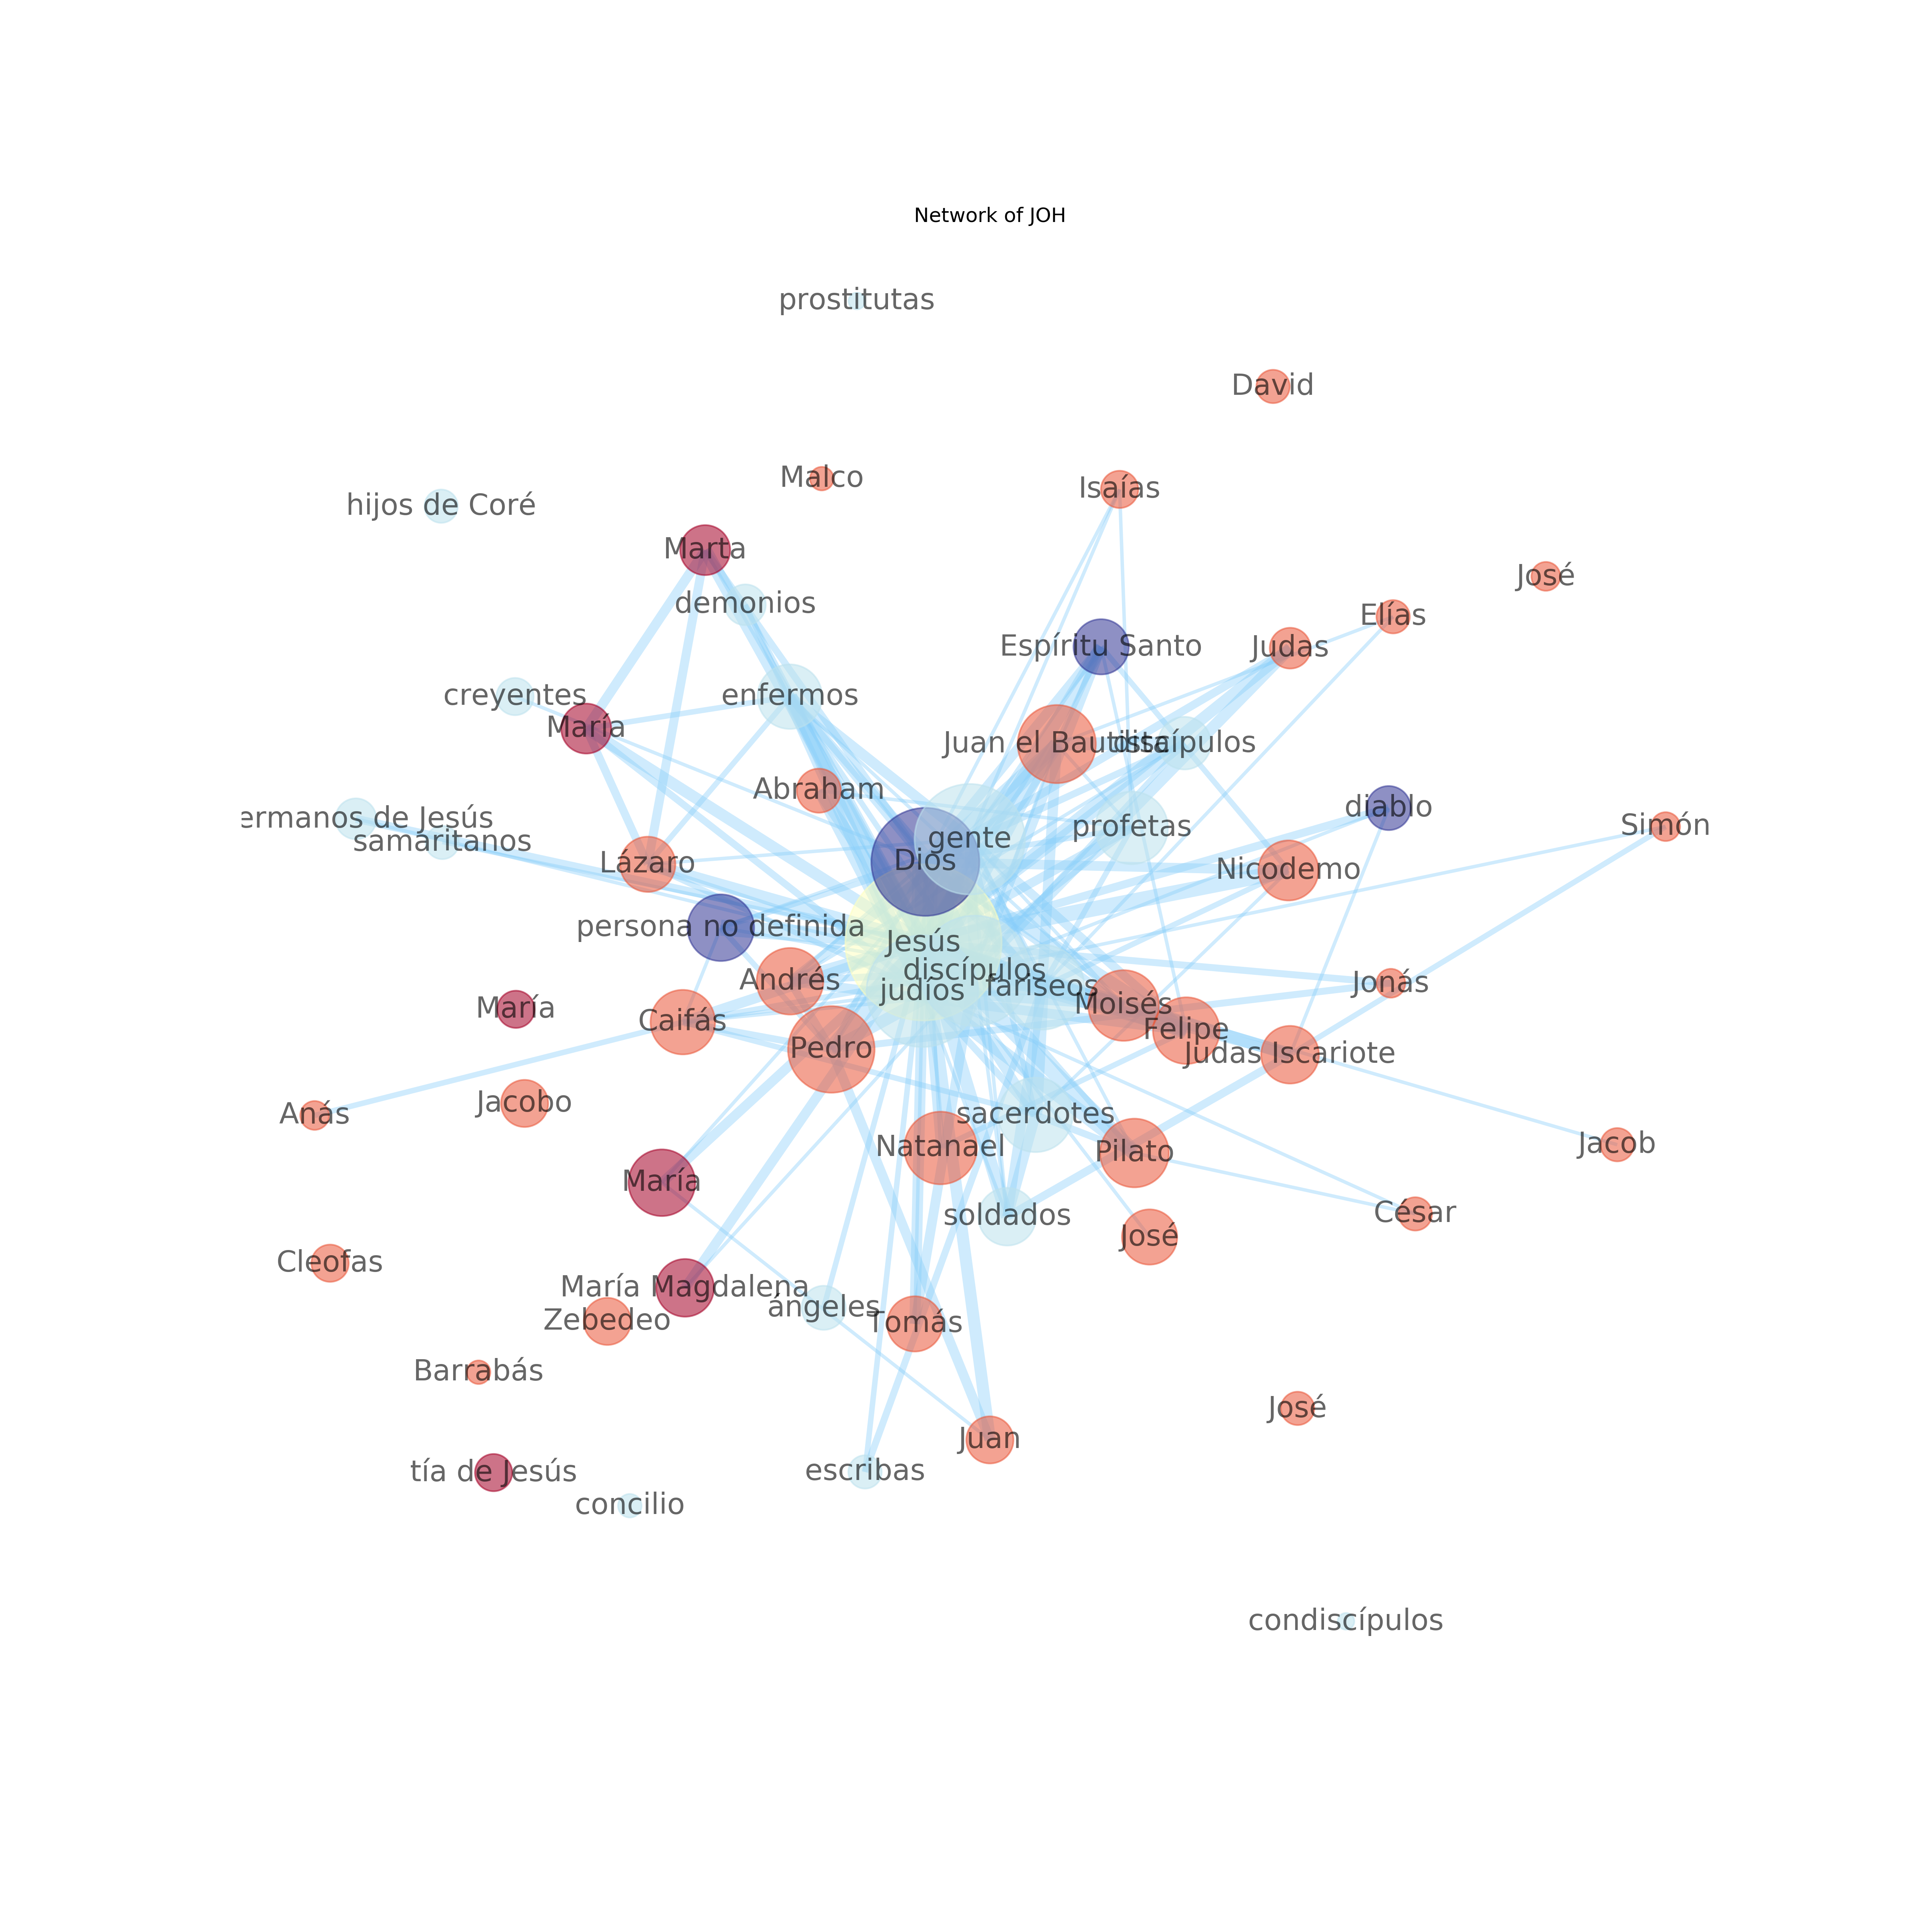 Network of JOH
prostitutas
David
Malco
Isaías
hijos de Coré
Marta
José
demonios
Elías
Espíritu Santo
Judas
creyentes
enfermos
María
Juan el Bautista
discípulos
Abraham
diablo
ermanos de Jesús
profetas
Simón
gente
samaritanos
Dios
Lázaro
Nicodemo
persona no definida
Jesús
discípulos
Andrés
fariseos
Jonás
judíos
María
Moisés
Caifás
Felipe
Pedro
Judas Iscariote
Jacobo
Anás
sacerdotes
Natanael
Pilato
Jacob
María
soldados
César
José
Cleofas
María Magdalena
ángeles
Zebedeo
Tomás
Barrabás
José
Juan
tía de Jesús
escribas
concilio
condiscípulos